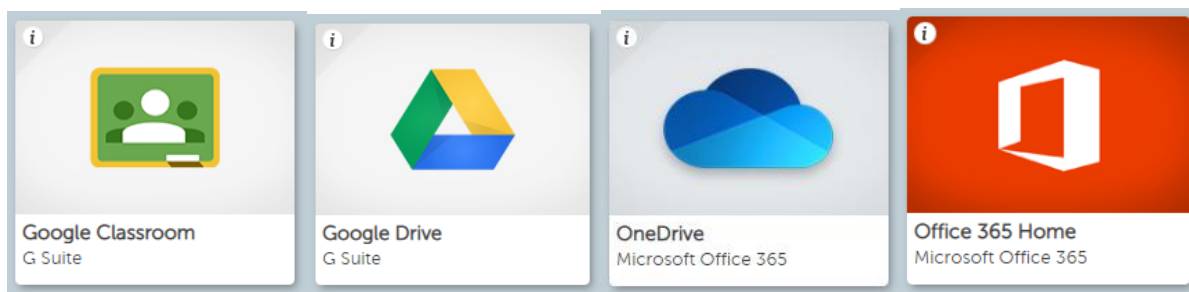 i
Google Classroom
G Suite
i
Google Drive
G Suite
i
OneDrive
Microsoft Office 365
i
Office 365 Home
Microsoft Office 365